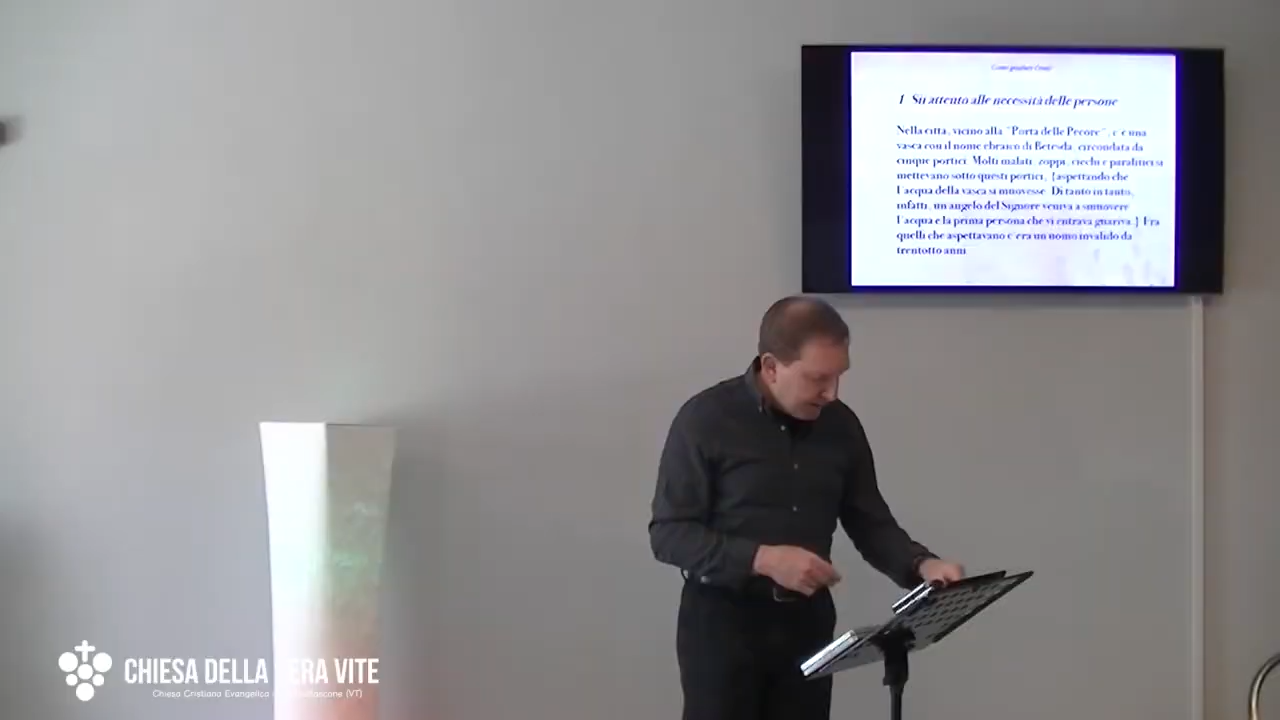 Come guidare Cristo
1 Sii attento alle necessità delle persone
Nella città, vicino alla "Porta delle Pecore", c'è una
vasca con il nome ebraico di Betesda, circondata da
cinque portici. Molti malati, zoppi, ciechi e paralitici si
mettevano sotto questi portici, {aspettando che
l'acqua della vasca si muovesse. Di tanto in tanto,
infatti, un angelo del Signore veniva a smuovere
l'acqua e la prima persona che vi entrava guariva.} Fra
quelli che aspettavano c'era un uomo invalido da
trentotto anni
CHIESA DELLA ERA VITE
Chiesa Cristiana Evangelica (VT)